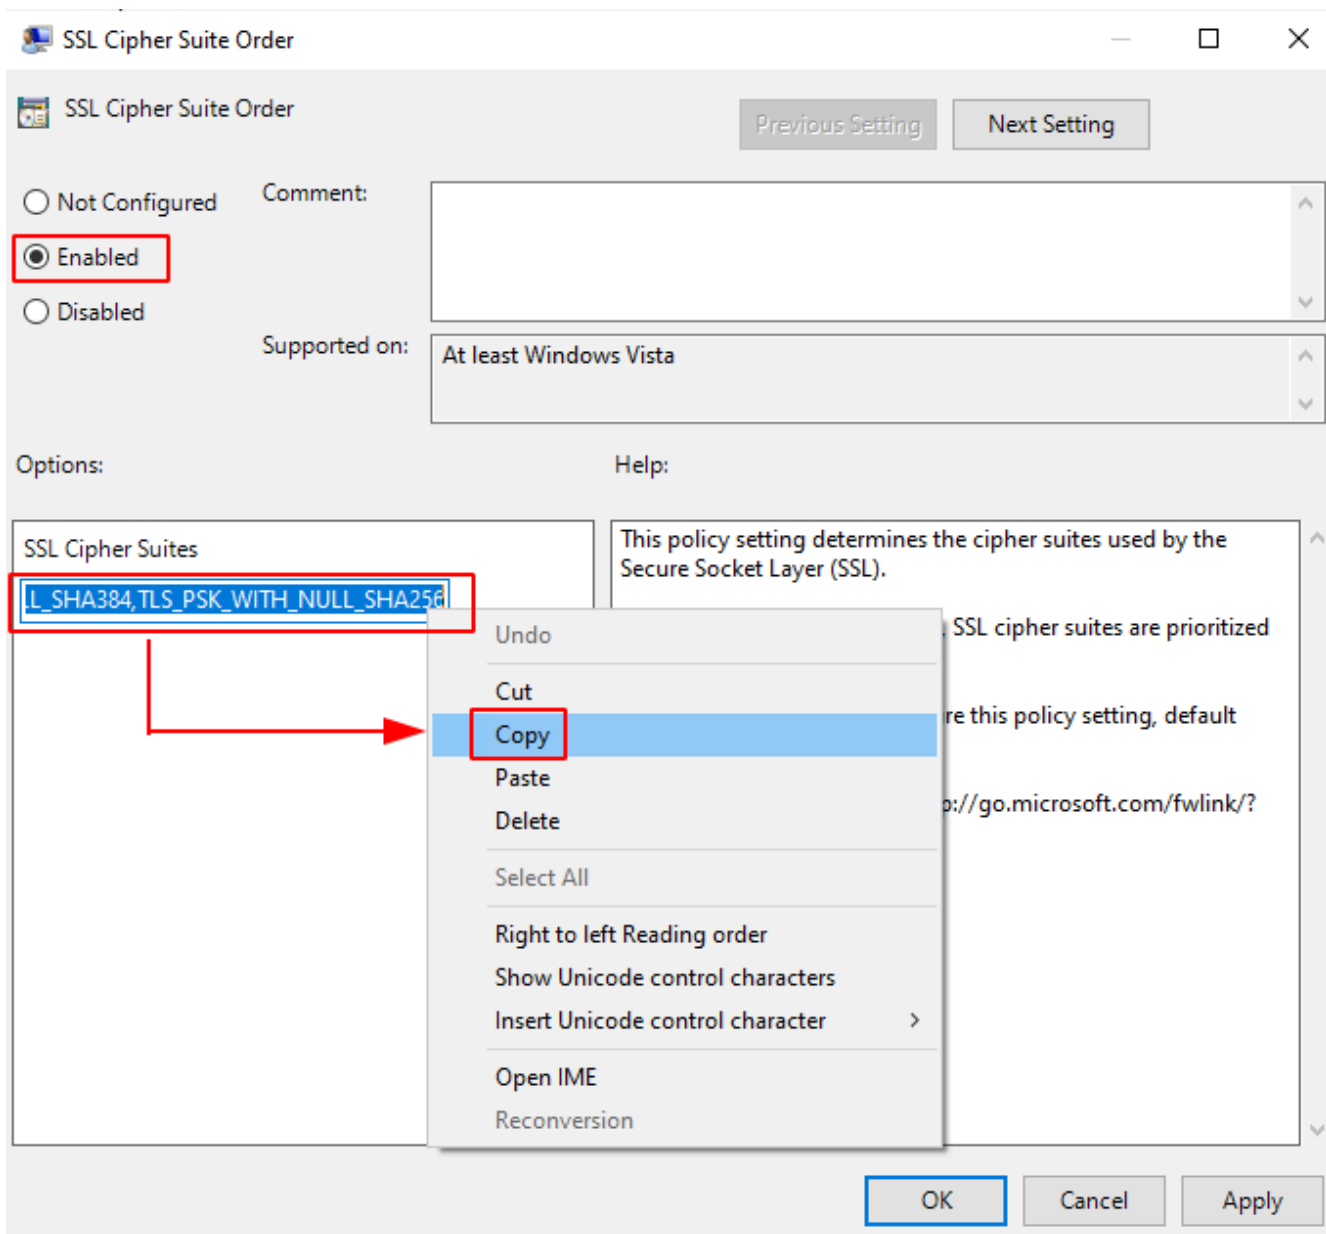 SSL Cipher Suite Order
SSL Cipher Suite Order
Previous Setting
Next Setting
Not Configured
Comment:
Enabled
Disabled
Supported on:
At least Windows Vista
Options:
Help:
SSL Cipher Suites
This policy setting determines the cipher suites used by the
Secure Socket Layer (SSL).
LL_SHA384,TLS_PSK_WITH_NULL_SHA256
SSL cipher suites are prioritized
re this policy setting, default
p://go.microsoft.com/fwlink/?
Undo
Cut
Copy
Paste
Delete
Select All
Right to left Reading order
Show Unicode control characters
Insert Unicode control character
Open IME
Reconversion
OK
Cancel
Apply